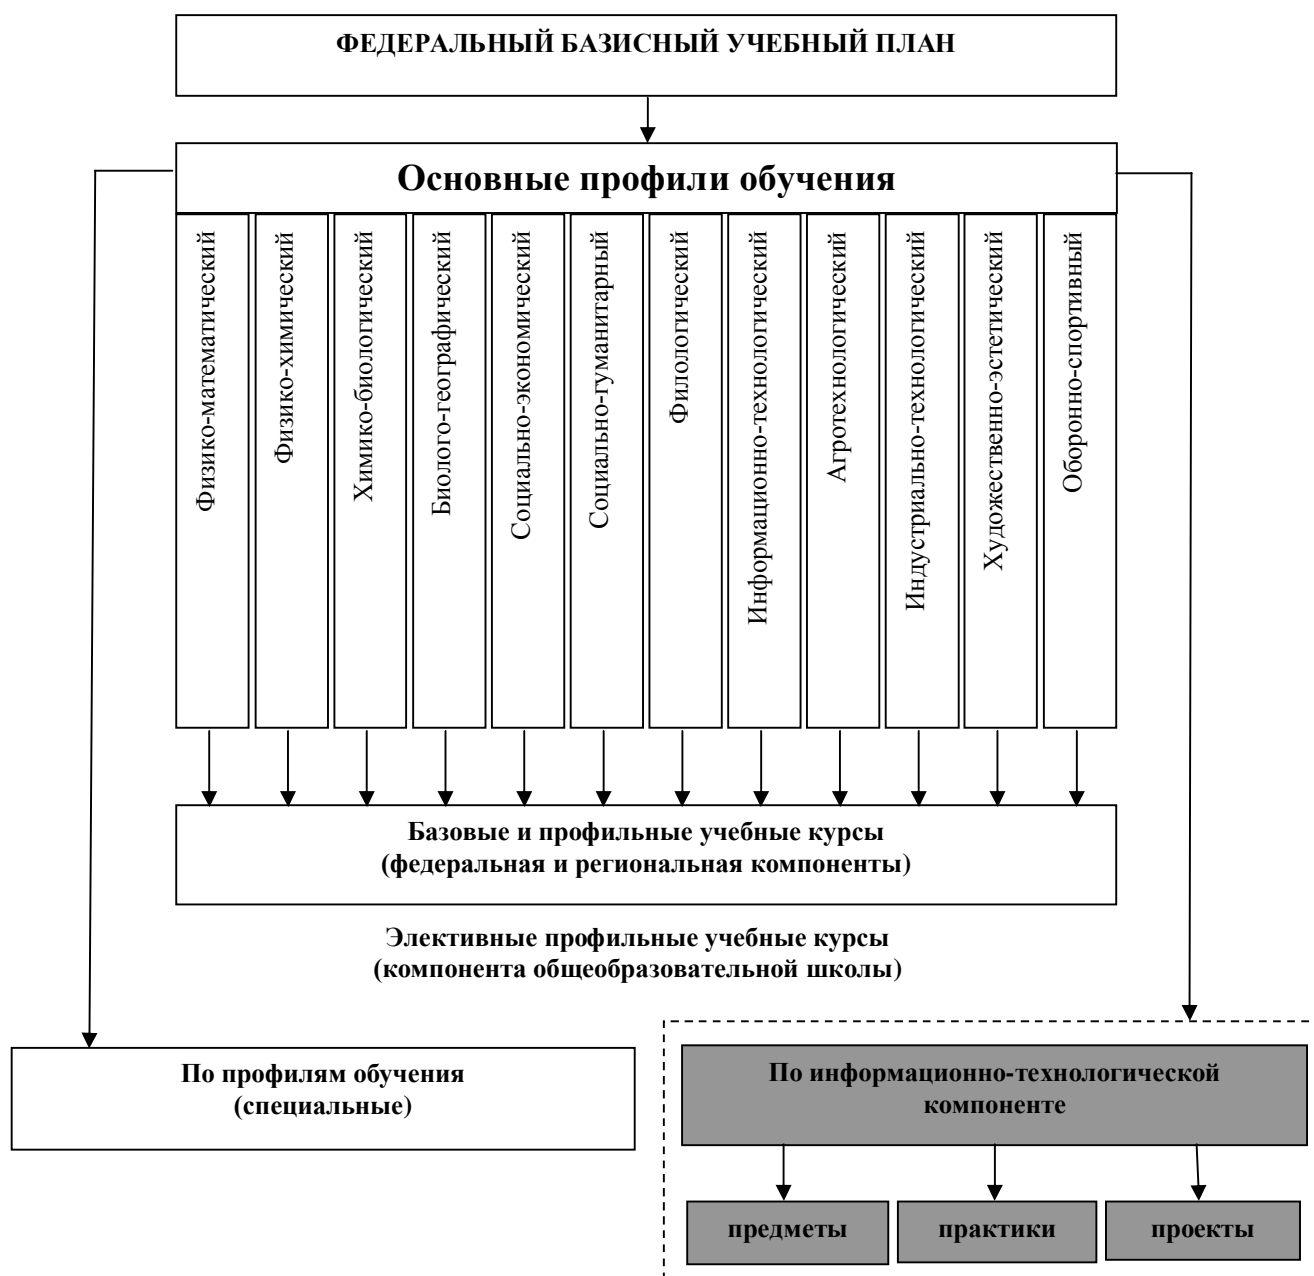 ФЕДЕРАЛЬНЫЙ БАЗИСНЫЙ УЧЕБНЫЙ ПЛАН
Основные профили обучения
Физико-математический
Физико-химический
Химико-биологический
Биолого-географический
Социально-экономический
Социально-гуманитарный
Филологический
Информационно-технологический
Агротехнологический
Индустриально-технологический
Художественно-эстетический
Оборонно-спортивный
Базовые и профильные учебные курсы
(федеральная и региональная компоненты)
Элективные профильные учебные курсы
(компонента общеобразовательной школы)
По профилям обучения
(специальные)
По информационно-технологической
компоненте
предметы
практики
проекты